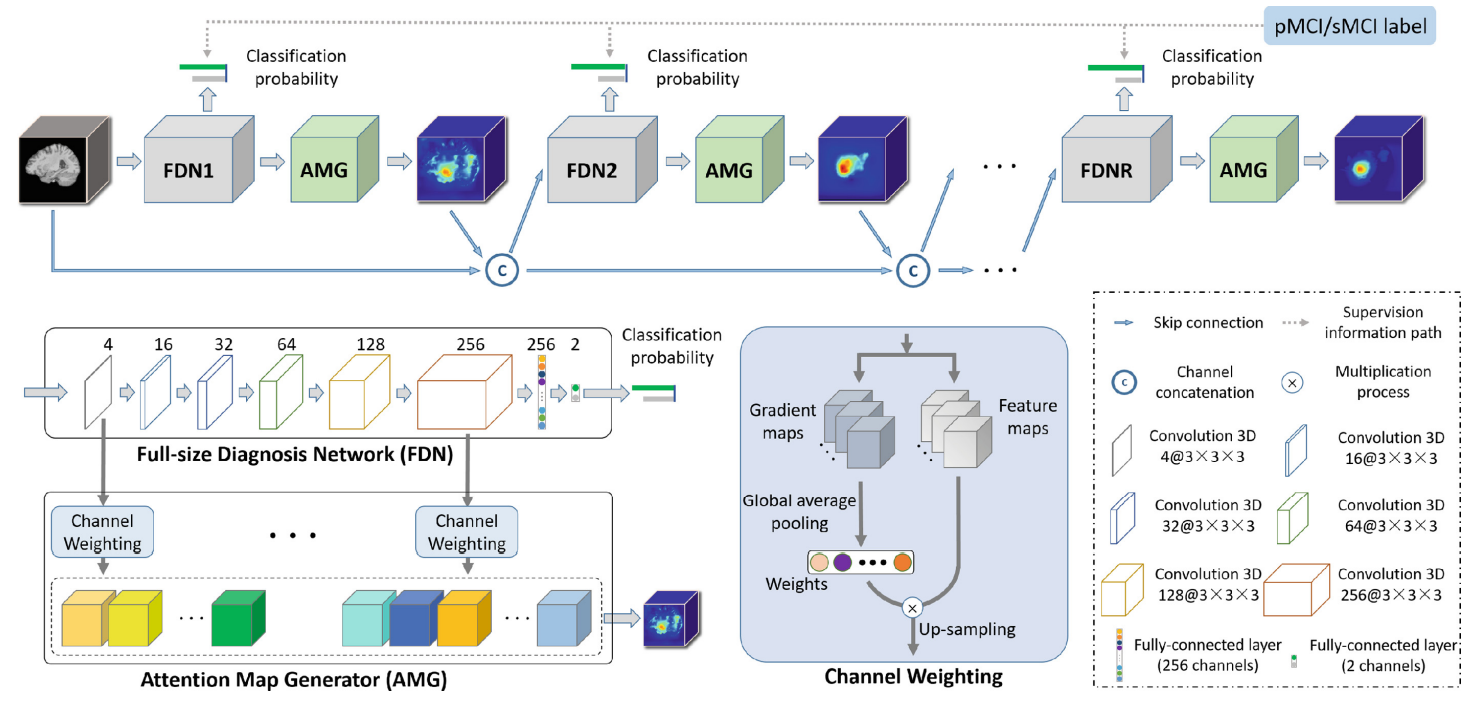 pMCI/sMCI label
Classification
probability
Classification
probability
Classification
probability
FDN1
AMG
FDN2
AMG
• • •
FDNR
AMG
C
C
• • •
4
16
32
64
128
256
256
2
Classification
probability
Full-size Diagnosis Network (FDN)
Channel
Weighting
• • •
Channel
Weighting
• • •
• • •
Attention Map Generator (AMG)
Gradient
maps
Feature
maps
Global average
pooling
• • •
Weights
×
Up-sampling
Channel Weighting
Skip connection
Supervision
information path
C
Channel
concatenation
×
Multiplication
process
Convolution 3D
4@3×3×3
Convolution 3D
16@3×3×3
Convolution 3D
32@3×3×3
Convolution 3D
64@3×3×3
Convolution 3D
128@3×3×3
Convolution 3D
256@3×3×3
Fully-connected layer
(256 channels)
Fully-connected layer
(2 channels)